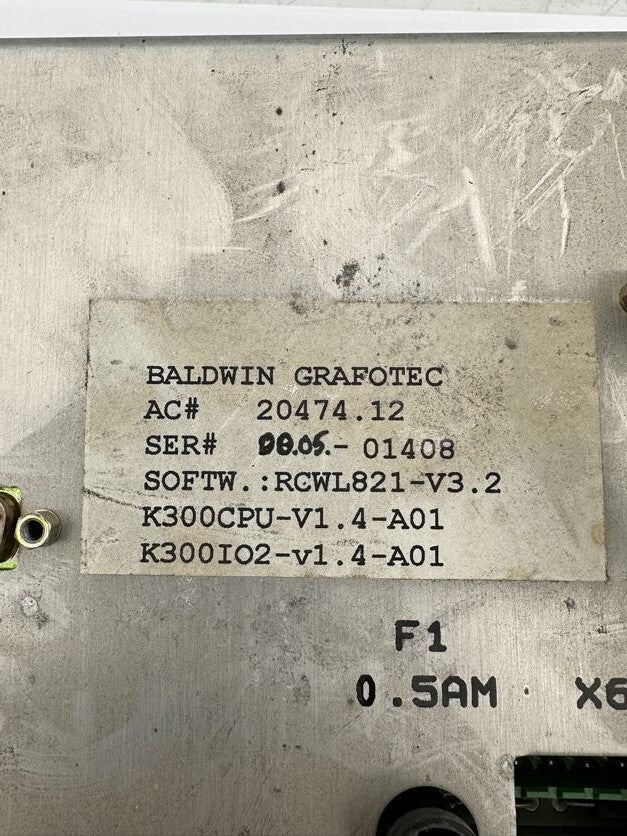 BALDWIN GRAFOTEC
AC# 20474.12
SER# 00.05.- 01408
SOFTW.:RCWL821-V3.2
K300CPU-V1.4-A01
K300IO2-v1.4-A01
F1
0.5AM X6